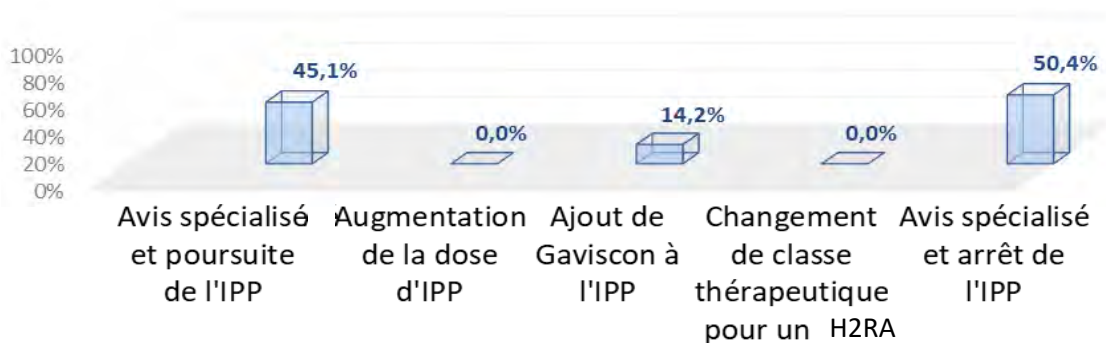 100%
80%
60%
40%
20%
0%
45,1%
0,0%
14,2%
0,0%
50,4%
Avis spécialisé
et poursuite
de l'IPP
Augmentation
de la dose
d'IPP
Ajout de
Gaviscon à
l'IPP
Changement
de classe
thérapeutique
pour un H2RA
Avis spécialisé
et arrêt de
l'IPP